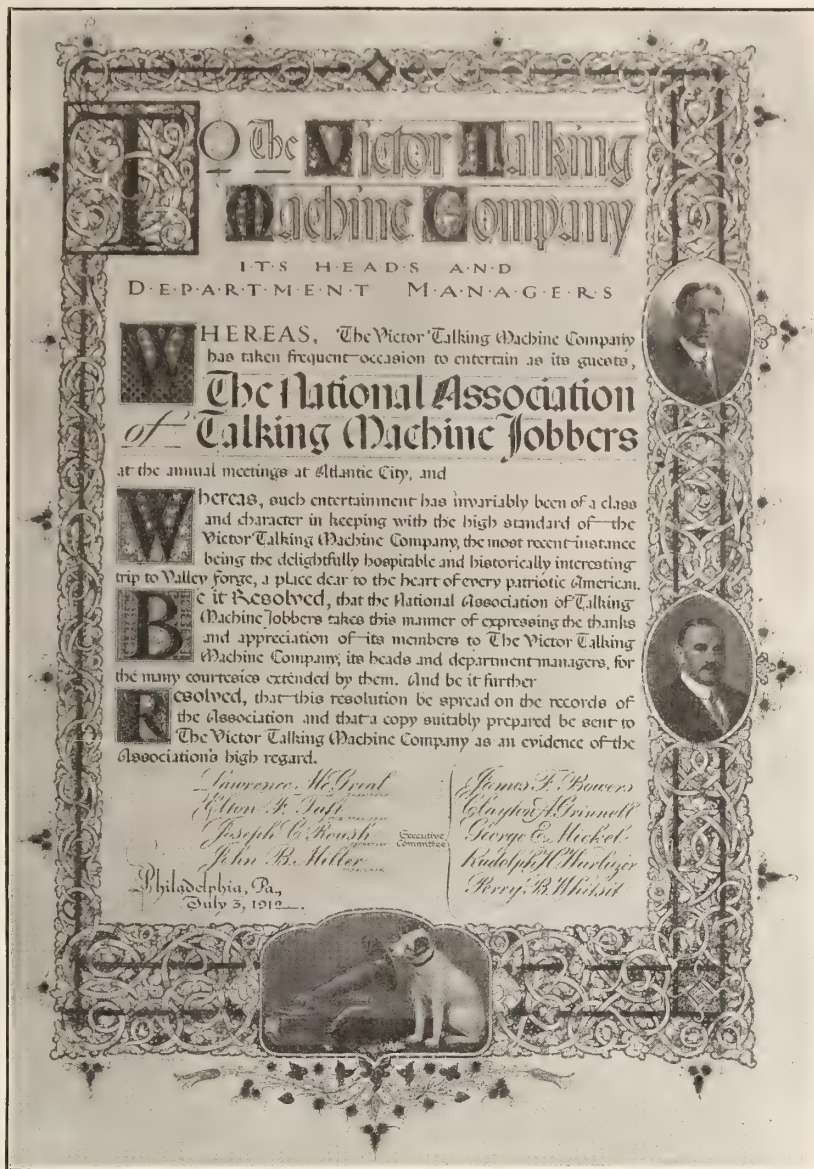 TO The Victor Talking
Machine Company
ITS HEADS AND
DEPARTMENT MANAGERS
WHEREAS, The Victor Talking Machine Company
has taken frequent occasion to entertain as its guests,
The National Association
of Talking Machine Jobbers
at the annual meetings at Atlantic City, and
Whereas, such entertainment has invariably been of a class
and character in keeping with the high standard of the
Victor Talking Machine Company, the most recent instance
being the delightfully hospitable and historically interesting
trip to Valley Forge, a place dear to the heart of every patriotic American.
Be it Resolved, that the National Association of Talking
Machine Jobbers takes this manner of expressing the thanks
and appreciation of its members to The Victor Talking
Machine Company, its heads and department managers, for
the many courtesies extended by them. And be it further
Resolved, that this resolution be spread on the records of
the Association and that a copy suitably prepared be sent to
The Victor Talking Machine Company as an evidence of the
Association's high regard.
Lawrence McGreal
Elton F. Taft
Joseph C. Roush
John B. Miller
Philadelphia, Pa.,
July 3, 1912.
Executive
Committee
James F. Bowers
Clayton A. Grinnell
George E. Mickel
Rudolph H. Wurlitzer
Perry B. Whitsit